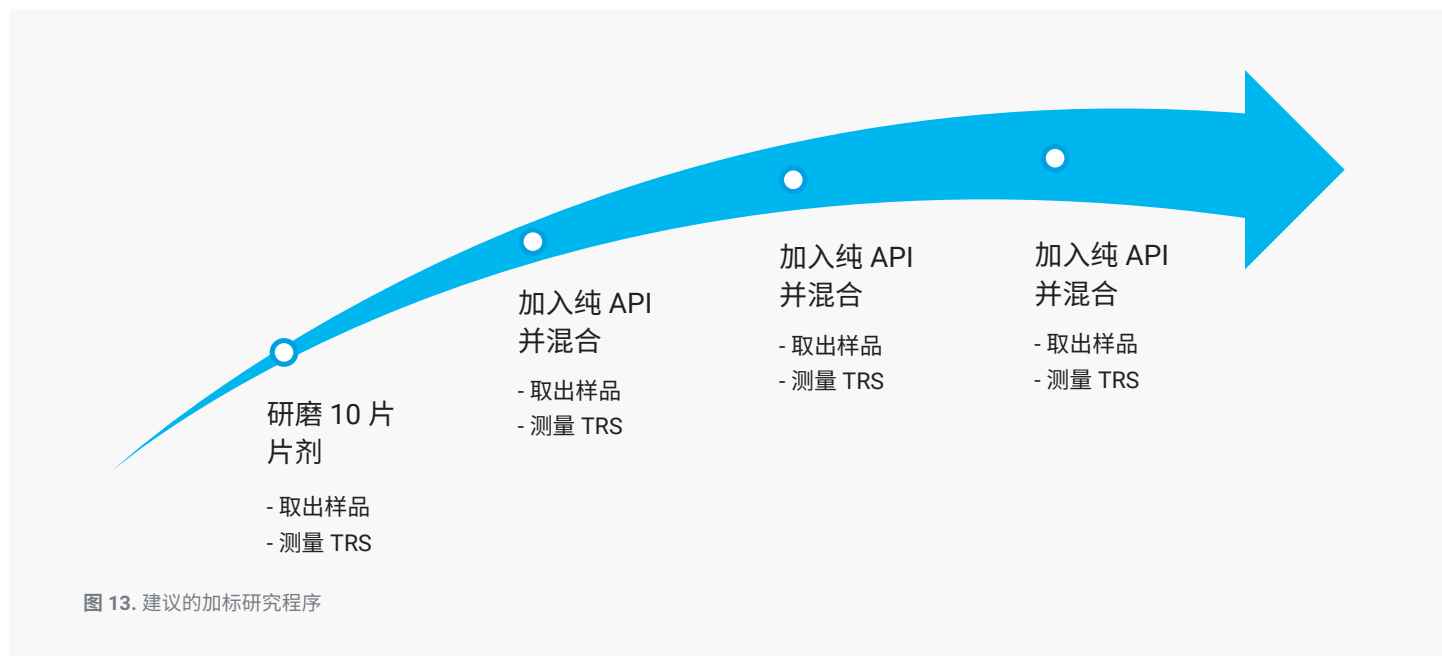 研磨 10 片
片剂
- 取出样品
- 测量 TRS
加入纯 API
并混合
- 取出样品
- 测量 TRS
加入纯 API
并混合
- 取出样品
- 测量 TRS
加入纯 API
并混合
- 取出样品
- 测量 TRS
图 13. 建议的加标研究程序